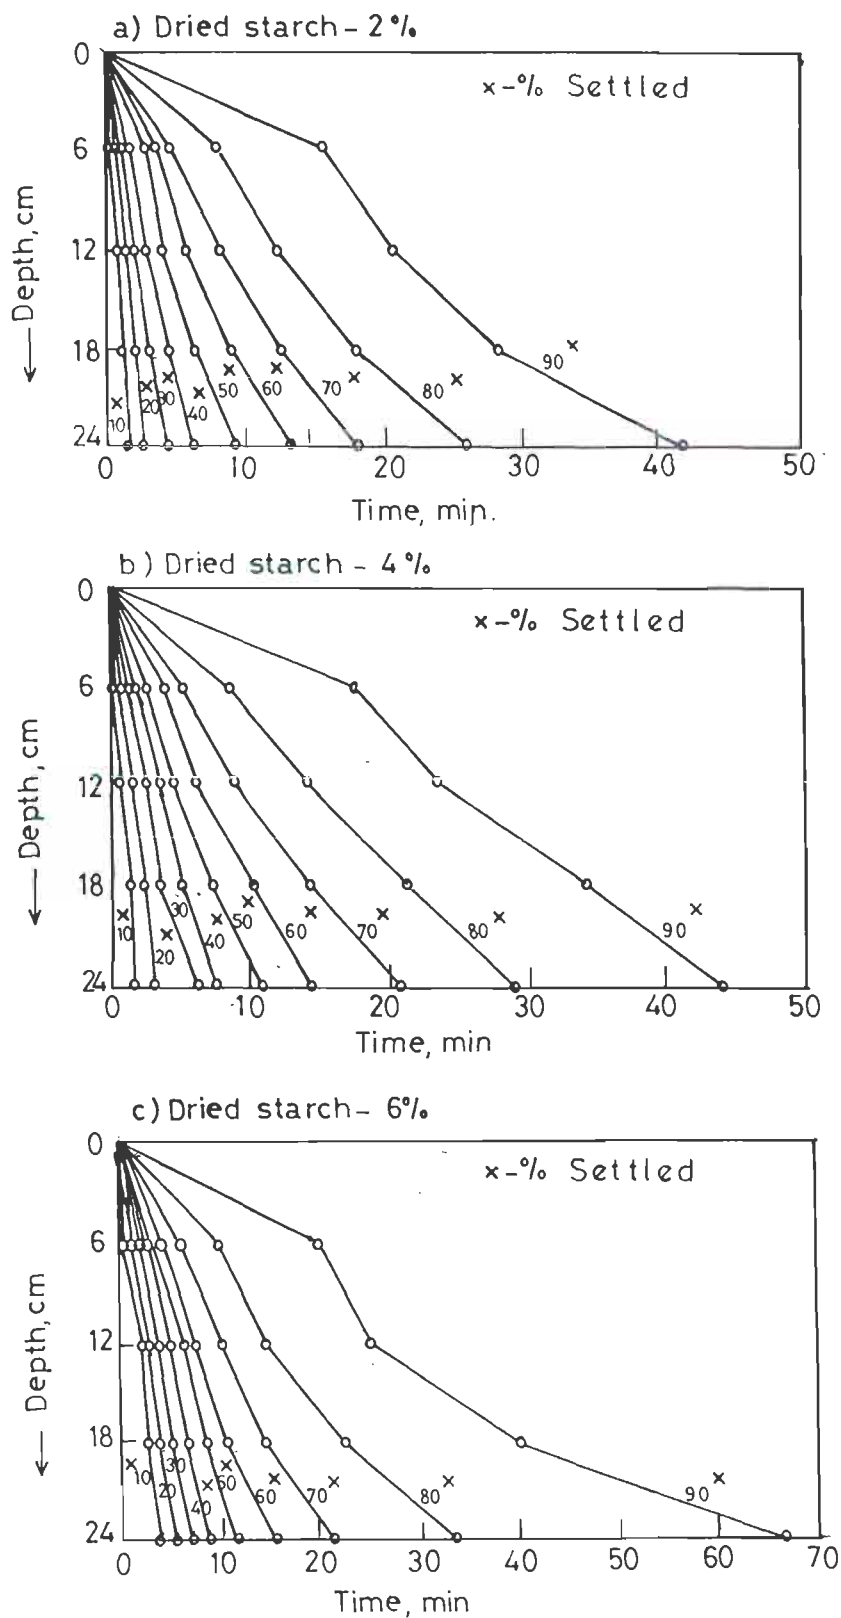 a) Dried starch - 2%
x-% Settled
0
6
12
18
24
← Depth, cm
10
20
30
40
50
60
70
80
90
0 10 20 30 40 50
Time, min.
b) Dried starch - 4%
x-% Settled
0
6
12
18
24
← Depth, cm
10
20
30
40
50
60
70
80
90
0 10 20 30 40 50
Time, min
c) Dried starch - 6%
x-% Settled
0
6
12
18
24
← Depth, cm
10
20
30
40
50
60
70
80
90
0 10 20 30 40 50 60 70
Time, min